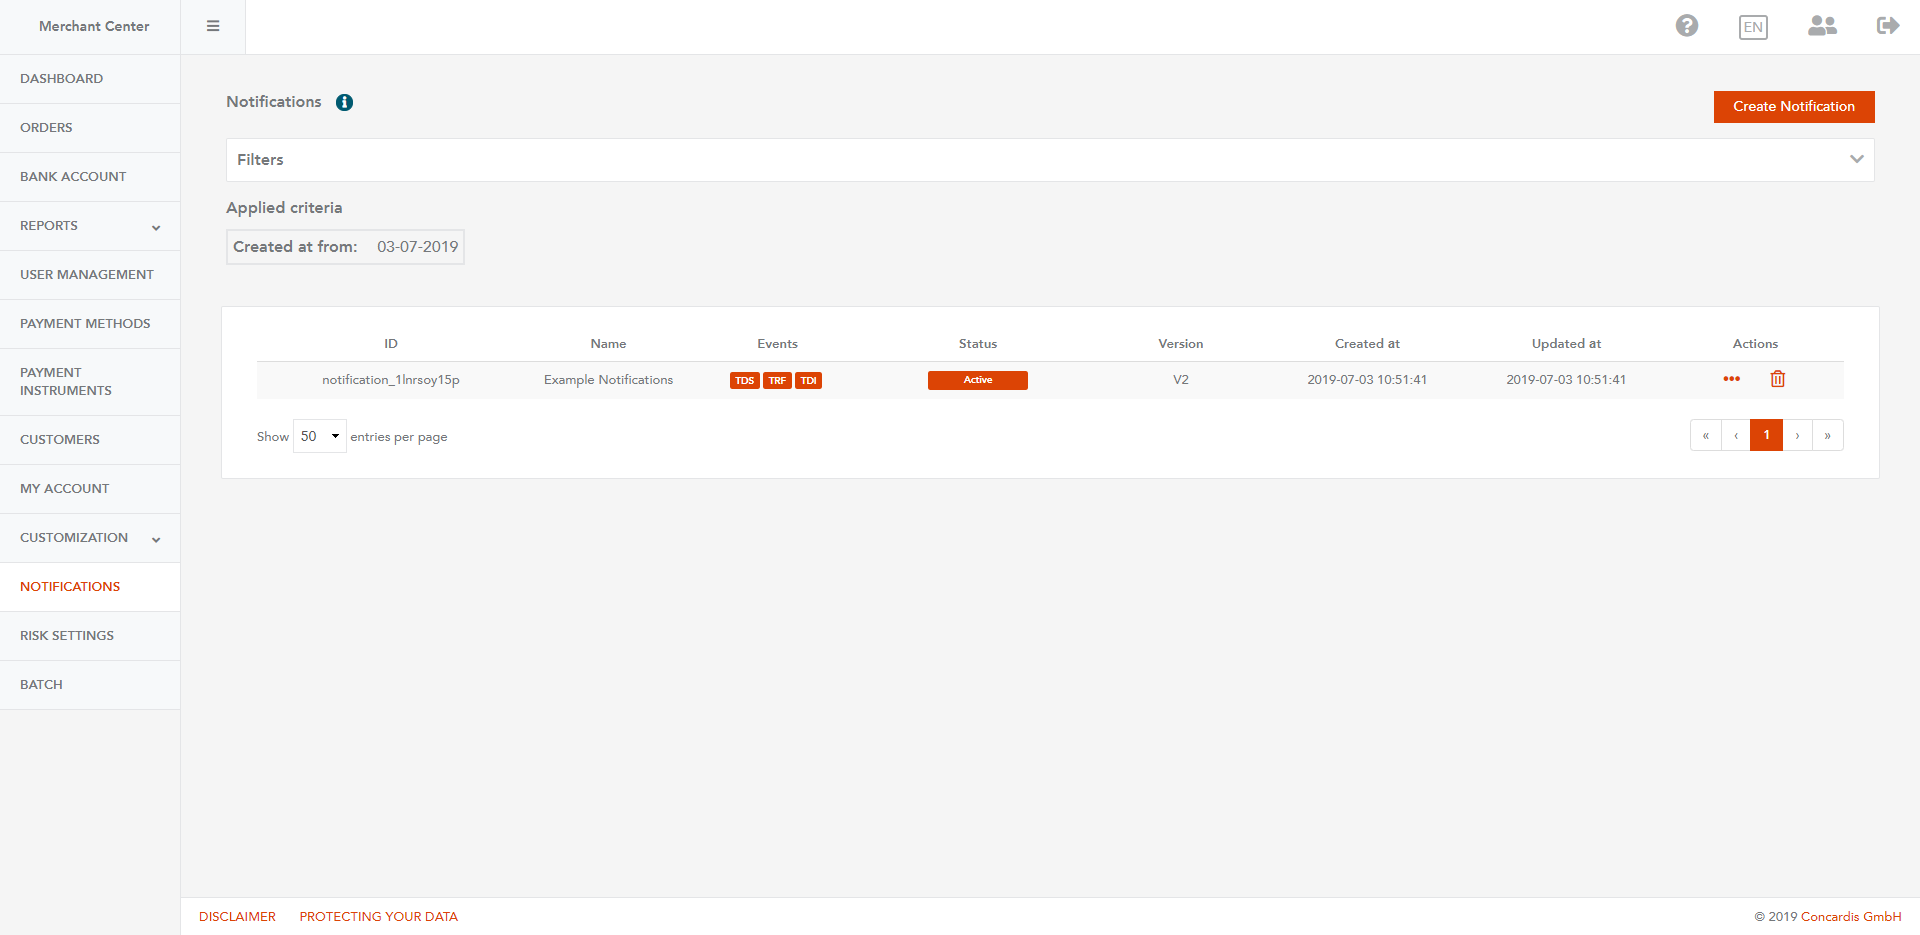 Merchant Center
EN
DASHBOARD
ORDERS
BANK ACCOUNT
REPORTS
USER MANAGEMENT
PAYMENT METHODS
PAYMENT
INSTRUMENTS
CUSTOMERS
MY ACCOUNT
CUSTOMIZATION
NOTIFICATIONS
RISK SETTINGS
BATCH
Notifications
Create Notification
Filters
Applied criteria
Created at from: 03-07-2019
ID Name Events Status Version Created at Updated at Actions
notification_1lnrsoy15p Example Notifications TDS TRF TDI Active V2 2019-07-03 10:51:41 2019-07-03 10:51:41
Show 50 entries per page
« ‹ 1 › »
DISCLAIMER PROTECTING YOUR DATA
© 2019 Concardis GmbH